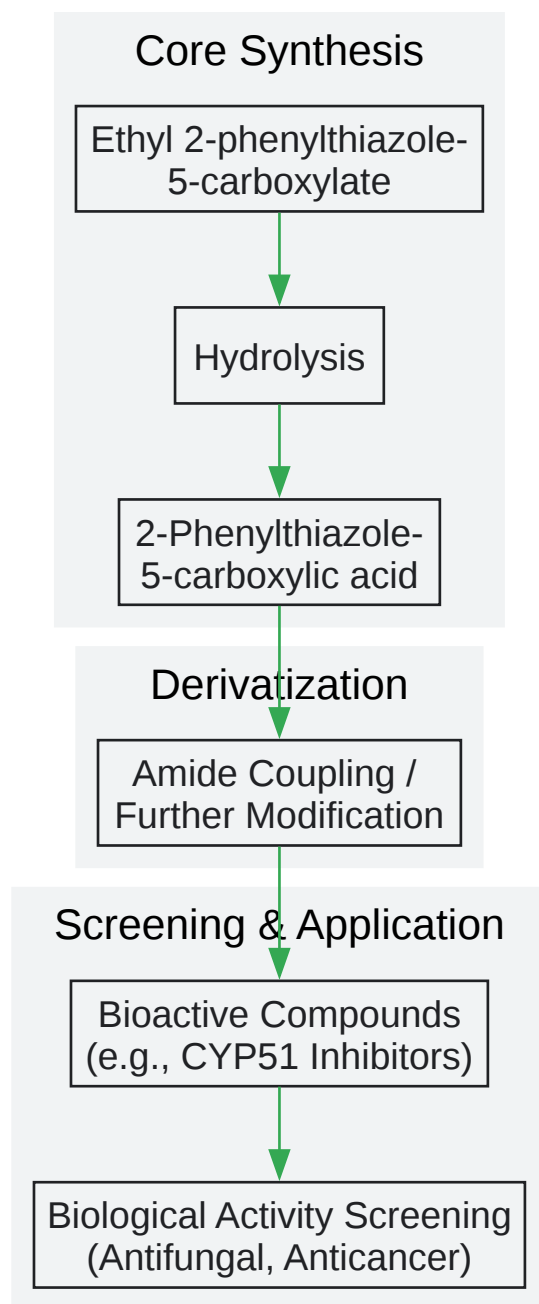 Core Synthesis
Ethyl 2-phenylthiazole-
5-carboxylate
Hydrolysis
2-Phenylthiazole-
5-carboxylic acid
Derivatization
Amide Coupling /
Further Modification
Screening & Application
Bioactive Compounds
(e.g., CYP51 Inhibitors)
Biological Activity Screening
(Antifungal, Anticancer)